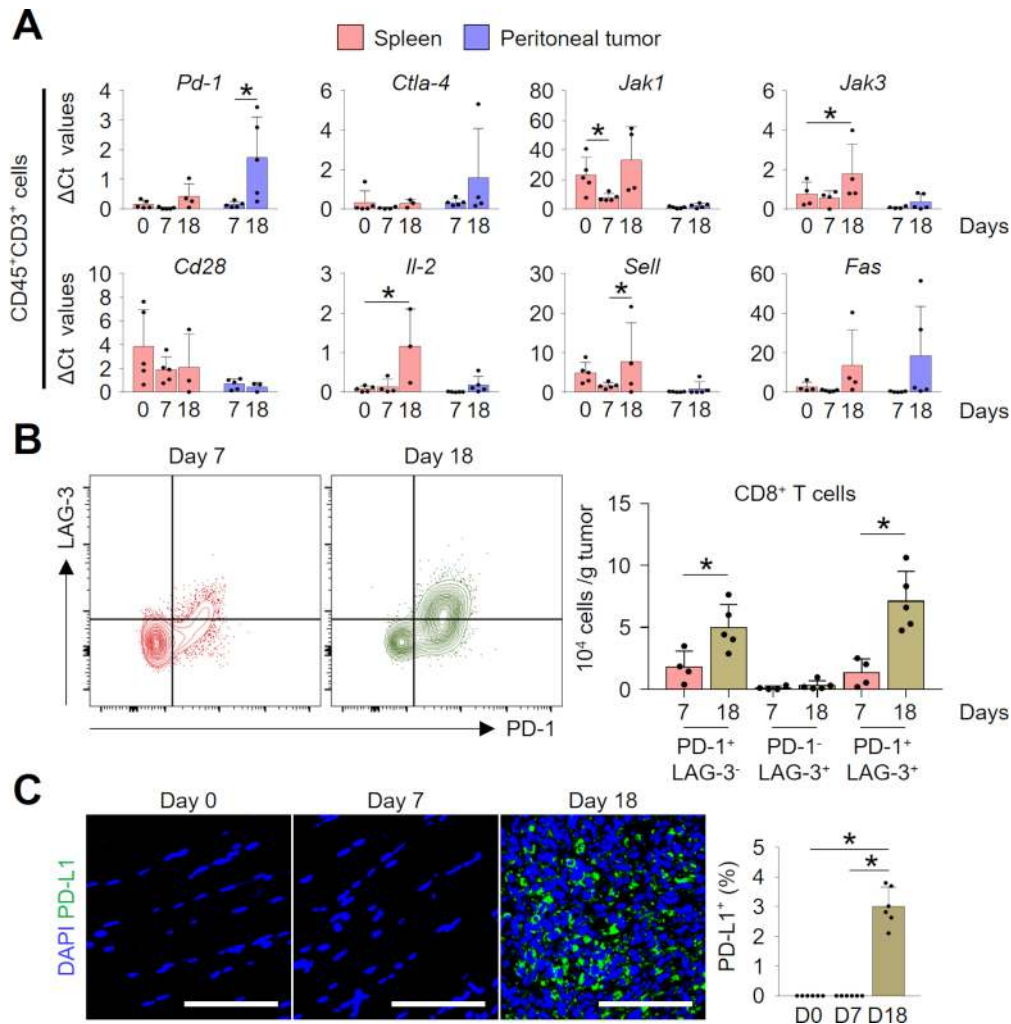 A
Spleen Peritoneal tumor
CD45⁺CD3⁺ cells
ΔCt values
Pd-1
4
3
2
1
0
*
0 7 18 7 18
Ctla-4
6
4
2
0
0 7 18 7 18
Jak1
80
60
40
20
0
*
0 7 18 7 18
Jak3
6
4
2
0
*
0 7 18 7 18
Days
ΔCt values
Cd28
10
8
6
4
2
0
0 7 18 7 18
Il-2
3
2
1
0
*
0 7 18 7 18
Sell
30
20
10
0
*
0 7 18 7 18
Fas
60
40
20
0
0 7 18 7 18
Days
B
Day 7 Day 18
LAG-3
PD-1
CD8⁺ T cells
10⁴ cells /g tumor
15
10
5
0
* *
7 18 7 18 7 18 Days
PD-1⁺ PD-1⁻ PD-1⁺
LAG-3⁻ LAG-3⁺ LAG-3⁺
C
Day 0 Day 7 Day 18
DAPI PD-L1
PD-L1⁺ (%)
5
4
3
2
1
0
*
*
D0 D7 D18